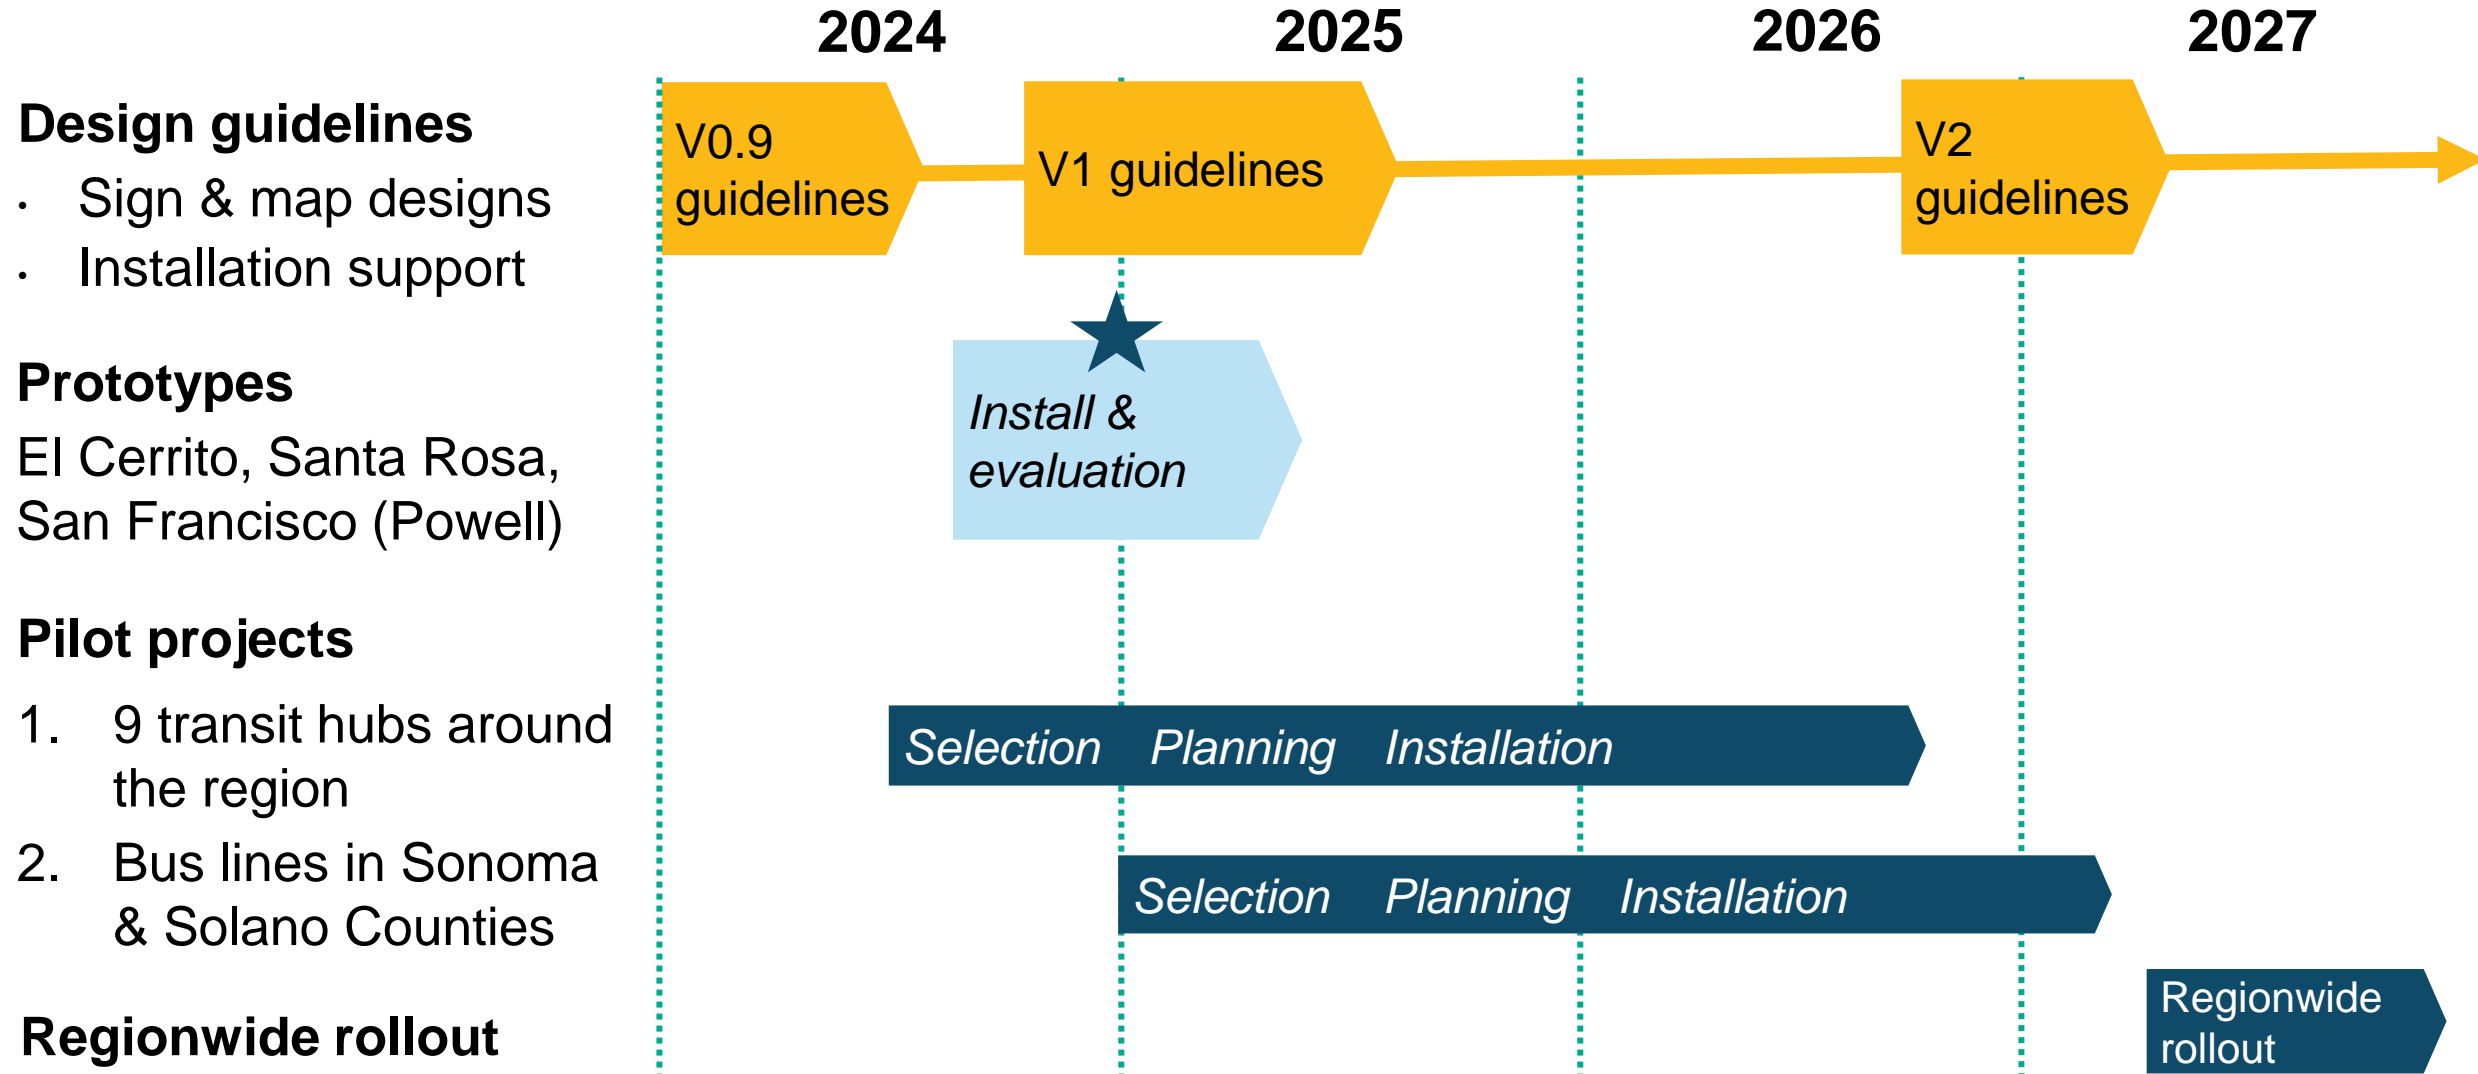 2024 2025 2026 2027
Design guidelines
· Sign & map designs
· Installation support
V0.9
guidelines
V1 guidelines
V2
guidelines
Prototypes
El Cerrito, Santa Rosa,
San Francisco (Powell)
Install &
evaluation
Pilot projects
1. 9 transit hubs around
the region
Selection Planning Installation
2. Bus lines in Sonoma
& Solano Counties
Selection Planning Installation
Regionwide rollout
Regionwide
rollout